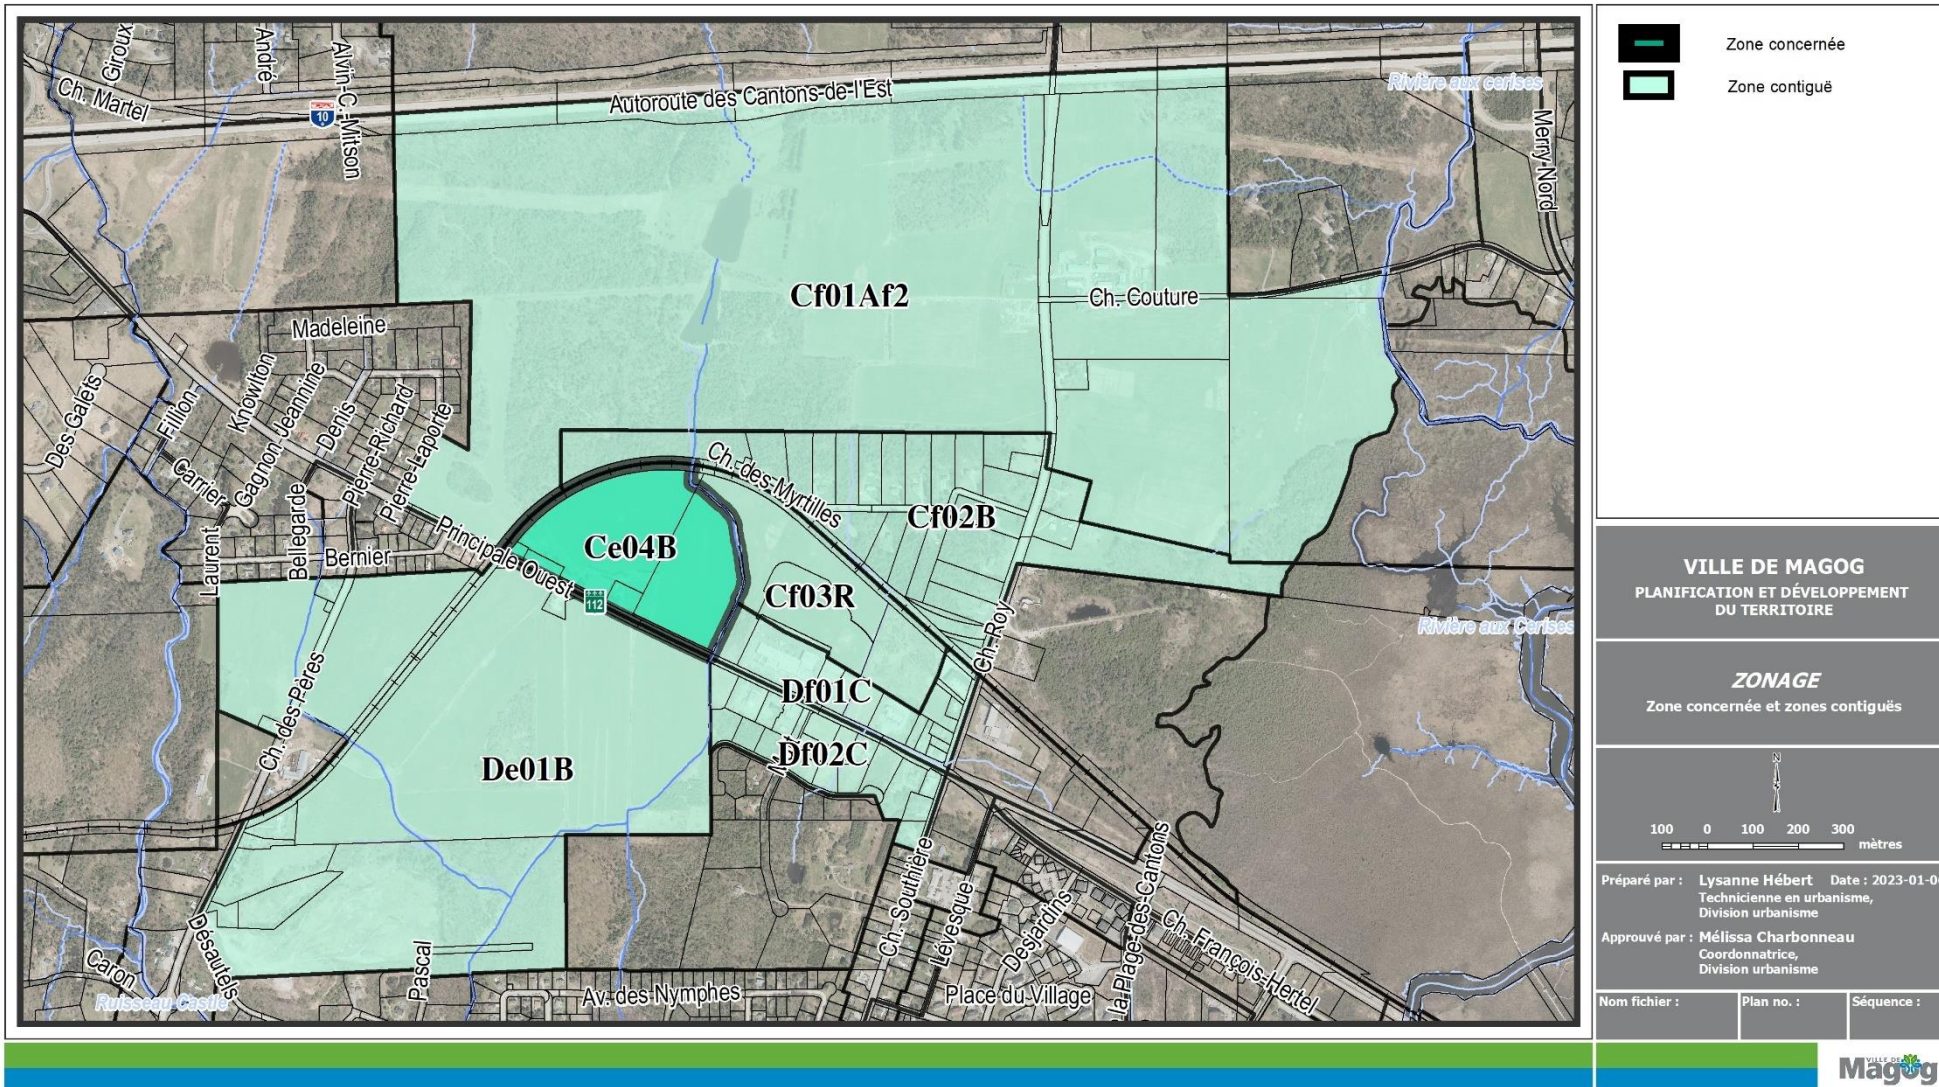 Giroux
André
Alvin-C.-Mitson
Ch. Martel
10
Autoroute des Cantons-de-l'Est
Rivière aux cerises
Merry-Nord
Cf01Af2
Ch. Couture
Madeleine
Knowlton
Des Galets
Fillion
Gagnon-Jeannine
Denis
Pierre-Richard
Pierre-Laporte
Carrier
Laurent
Bellegarde
Bernier
Principale Ouest
112
Ch.-des-Myrtilles
Cf02B
Ce04B
Cf03R
Ch.-Roy
Rivière aux Cerises
Ch.-des-Pères
Df01C
Df02C
De01B
Ch.-Southière
Lévesque
Desjardins
la-Plage-des-Cantons
Ch. François-Hertel
Place du Village
Av. des Nymphes
Pascal
Désautels
Caron
Ruisseau Castle
Zone concernée
Zone contiguë
VILLE DE MAGOG
PLANIFICATION ET DÉVELOPPEMENT
DU TERRITOIRE
ZONAGE
Zone concernée et zones contiguës
N
100 0 100 200 300
mètres
Préparé par : Lysanne Hébert Date : 2023-01-0
Technicienne en urbanisme,
Division urbanisme
Approuvé par : Mélissa Charbonneau
Coordonnatrice,
Division urbanisme
Nom fichier : Plan no. : Séquence :
VILLE DE
Magog